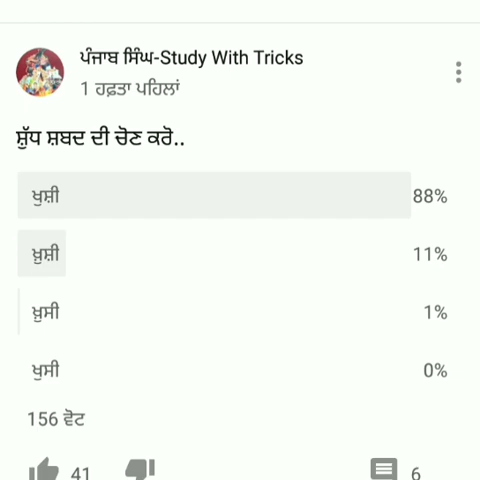 ਪੰਜਾਬ ਸਿੰਘ-Study With Tricks
1 ਹਫ਼ਤਾ ਪਹਿਲਾਂ
ਸ਼ੁੱਧ ਸ਼ਬਦ ਦੀ ਚੋਣ ਕਰੋ..
ਖੁਸ਼ੀ 88%
ਖ਼ੁਸ਼ੀ 11%
ਖ਼ੁਸੀ 1%
ਖੁਸੀ 0%
156 ਵੋਟ
41 6